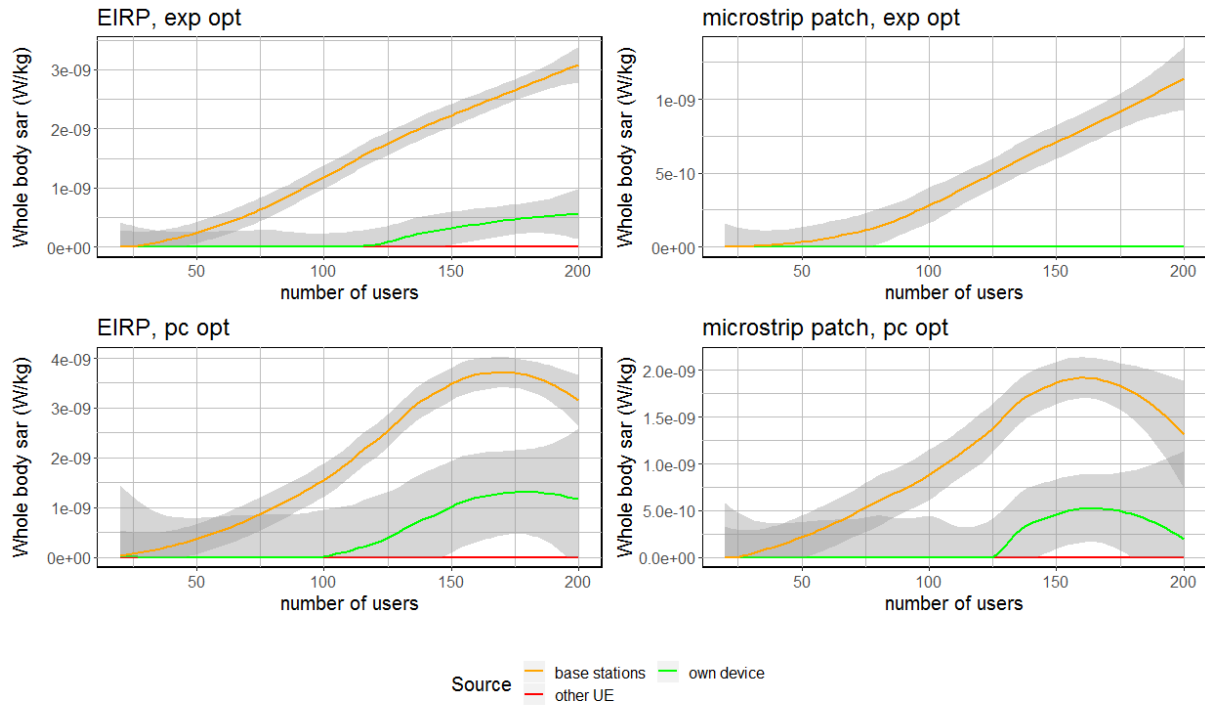 EIRP, exp opt
Whole body sar (W/kg)
3e-09
2e-09
1e-09
0e+00
50 100 150 200
number of users
microstrip patch, exp opt
Whole body sar (W/kg)
1e-09
5e-10
0e+00
50 100 150 200
number of users
EIRP, pc opt
Whole body sar (W/kg)
4e-09
3e-09
2e-09
1e-09
0e+00
50 100 150 200
number of users
microstrip patch, pc opt
Whole body sar (W/kg)
2.0e-09
1.5e-09
1.0e-09
5.0e-10
0.0e+00
50 100 150 200
number of users
Source
base stations own device
other UE